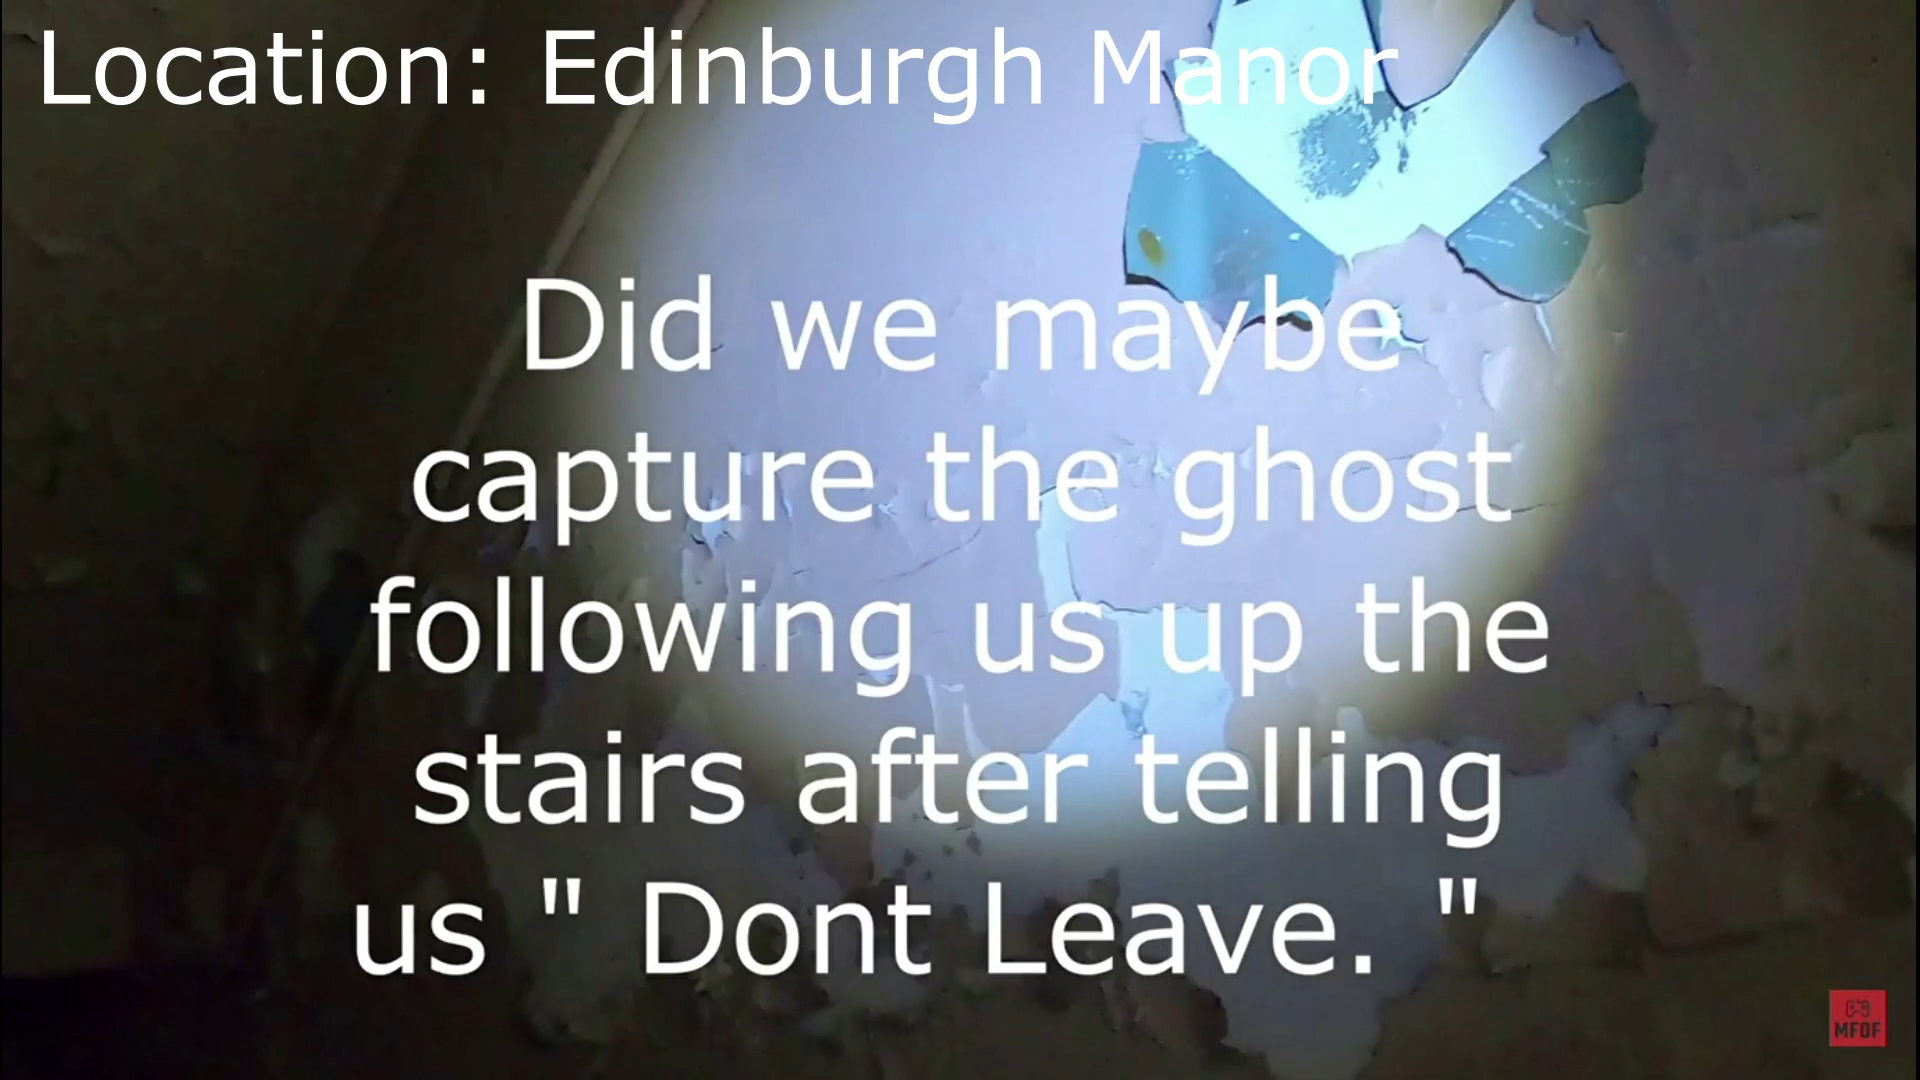 Location: Edinburgh Manor
Did we maybe
capture the ghost
following us up the
stairs after telling
us " Dont Leave. "
MFOF